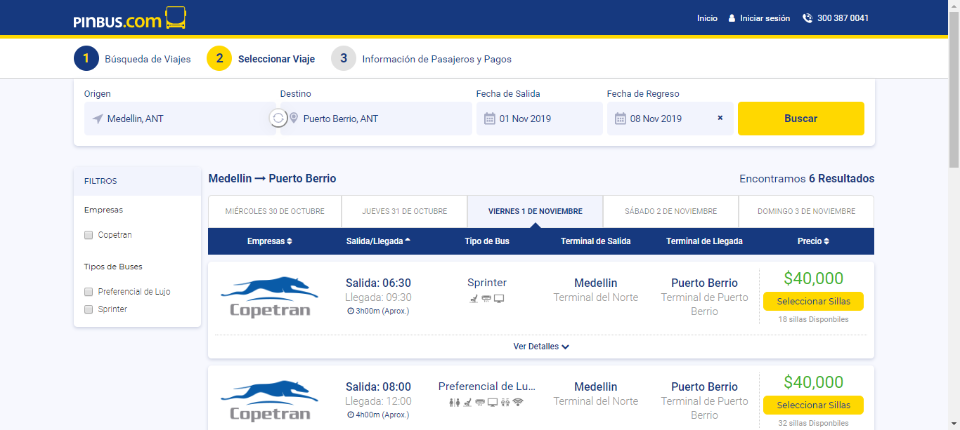 PINBUS.com
Inicio Iniciar sesión 300 387 0041
1 Búsqueda de Viajes 2 Seleccionar Viaje 3 Información de Pasajeros y Pagos
Origen Destino Fecha de Salida Fecha de Regreso
Medellin, ANT Puerto Berrio, ANT 01 Nov 2019 08 Nov 2019 × Buscar
FILTROS
Empresas
Copetran
Tipos de Buses
Preferencial de Lujo
Sprinter
Medellin → Puerto Berrio Encontramos 6 Resultados
MIÉRCOLES 30 DE OCTUBRE JUEVES 31 DE OCTUBRE VIERNES 1 DE NOVIEMBRE SÁBADO 2 DE NOVIEMBRE DOMINGO 3 DE NOVIEMBRE
Empresas Salida/Llegada Tipo de Bus Terminal de Salida Terminal de Llegada Precio
Copetran
Salida: 06:30
Llegada: 09:30
3h00m (Aprox.)
Sprinter
Medellin
Terminal del Norte
Puerto Berrio
Terminal de Puerto
Berrio
$40,000
Seleccionar Sillas
18 sillas Disponbiles
Ver Detalles
Copetran
Salida: 08:00
Llegada: 12:00
4h00m (Aprox.)
Preferencial de Lu...
Medellin
Terminal del Norte
Puerto Berrio
Terminal de Puerto
Berrio
$40,000
Seleccionar Sillas
32 sillas Disponbiles